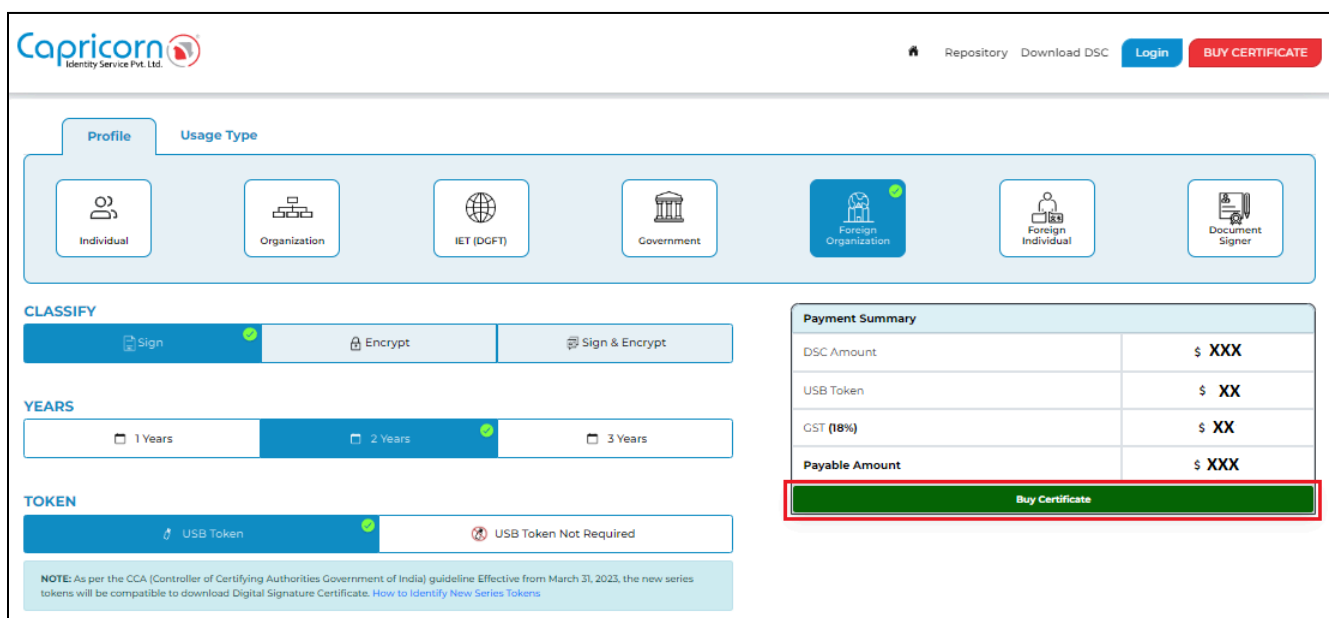 Capricorn
Identity Service Pvt. Ltd.
Repository Download DSC Login BUY CERTIFICATE
Profile Usage Type
Individual
Organization
IET (DGFT)
Government
Foreign
Organization
Foreign
Individual
Document
Signer
CLASSIFY
Sign Encrypt Sign & Encrypt
YEARS
1 Years 2 Years 3 Years
TOKEN
USB Token USB Token Not Required
NOTE: As per the CCA (Controller of Certifying Authorities Government of India) guideline Effective from March 31, 2023, the new series
tokens will be compatible to download Digital Signature Certificate. How to Identify New Series Tokens
Payment Summary
DSC Amount $ XXX
USB Token $ XX
GST (18%) $ XX
Payable Amount $ XXX
Buy Certificate